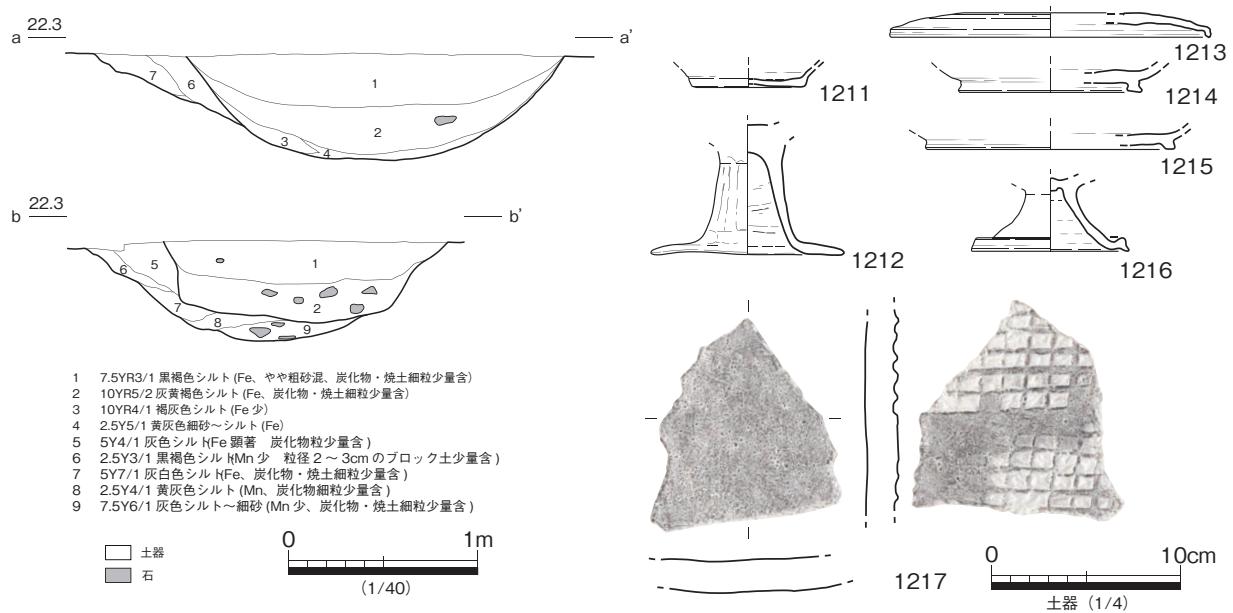 22.3
a
a'
7
6
1
2
3
4
22.3
b
b'
6
5
1
7
2
8
9
1 7.5YR3/1 黒褐色シルト(Fe、やや粗砂混、炭化物・焼土細粒少量含)
2 10YR5/2 灰黄褐色シルト(Fe、炭化物・焼土細粒少量含)
3 10YR4/1 褐灰色シルト(Fe 少)
4 2.5Y5/1 黄灰色細砂～シルト(Fe)
5 5Y4/1 灰色シルト(Fe 顕著 炭化物粒少量含)
6 2.5Y3/1 黒褐色シルト(Mn 少 粒径2～3cmのブロック土少量含)
7 5Y7/1 灰白色シルト(Fe、炭化物・焼土細粒少量含)
8 2.5Y4/1 黄灰色シルト(Mn、炭化物細粒少量含)
9 7.5Y6/1 灰色シルト～細砂(Mn 少、炭化物・焼土細粒少量含)
土器
石
0 1m
(1/40)
1211
1212
1213
1214
1215
1216
1217
0 10cm
土器（1/4）